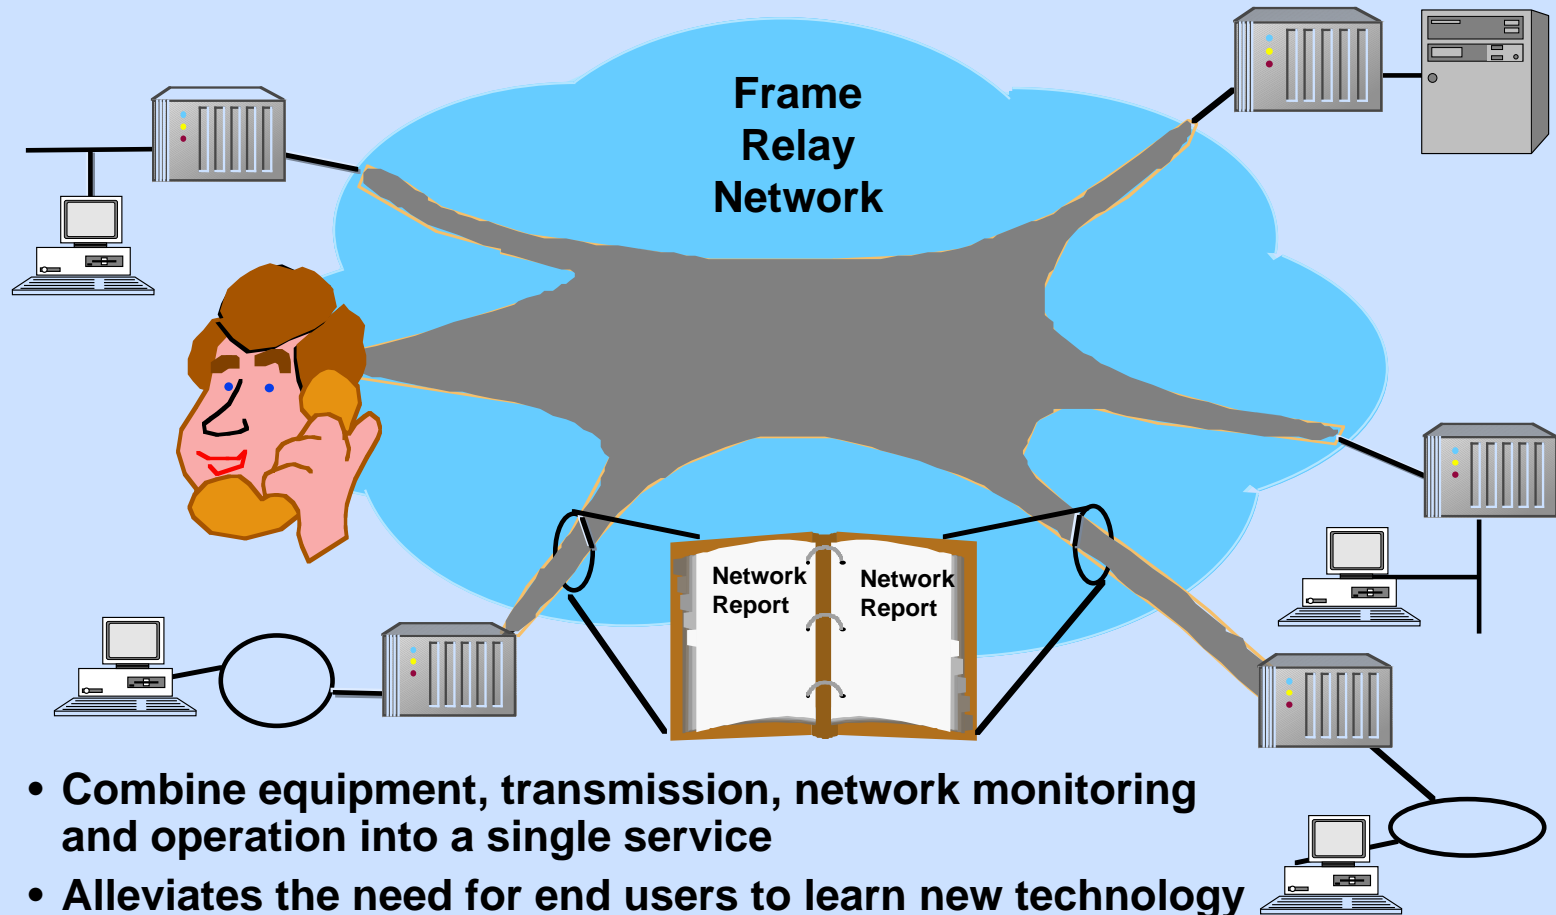 Frame
Relay
Network
Network
Report
Network
Report
• Combine equipment, transmission, network monitoring
and operation into a single service
• Alleviates the need for end users to learn new technology